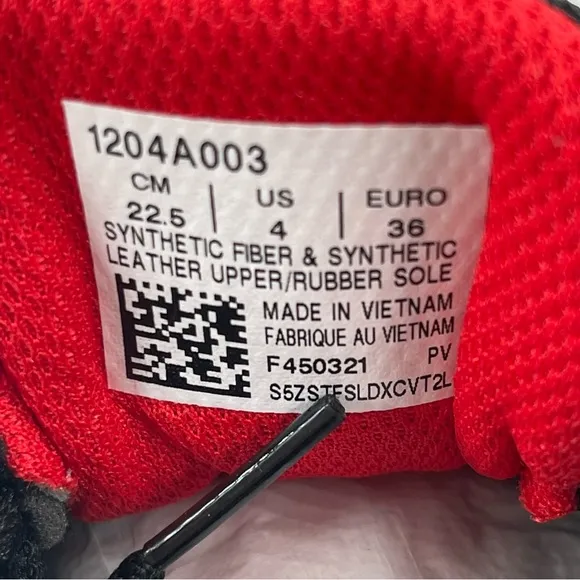 1204A003
CM | US | EURO
22.5 | 4 | 36
SYNTHETIC FIBER & SYNTHETIC
LEATHER UPPER/RUBBER SOLE
MADE IN VIETNAM
FABRIQUE AU VIETNAM
F450321 PV